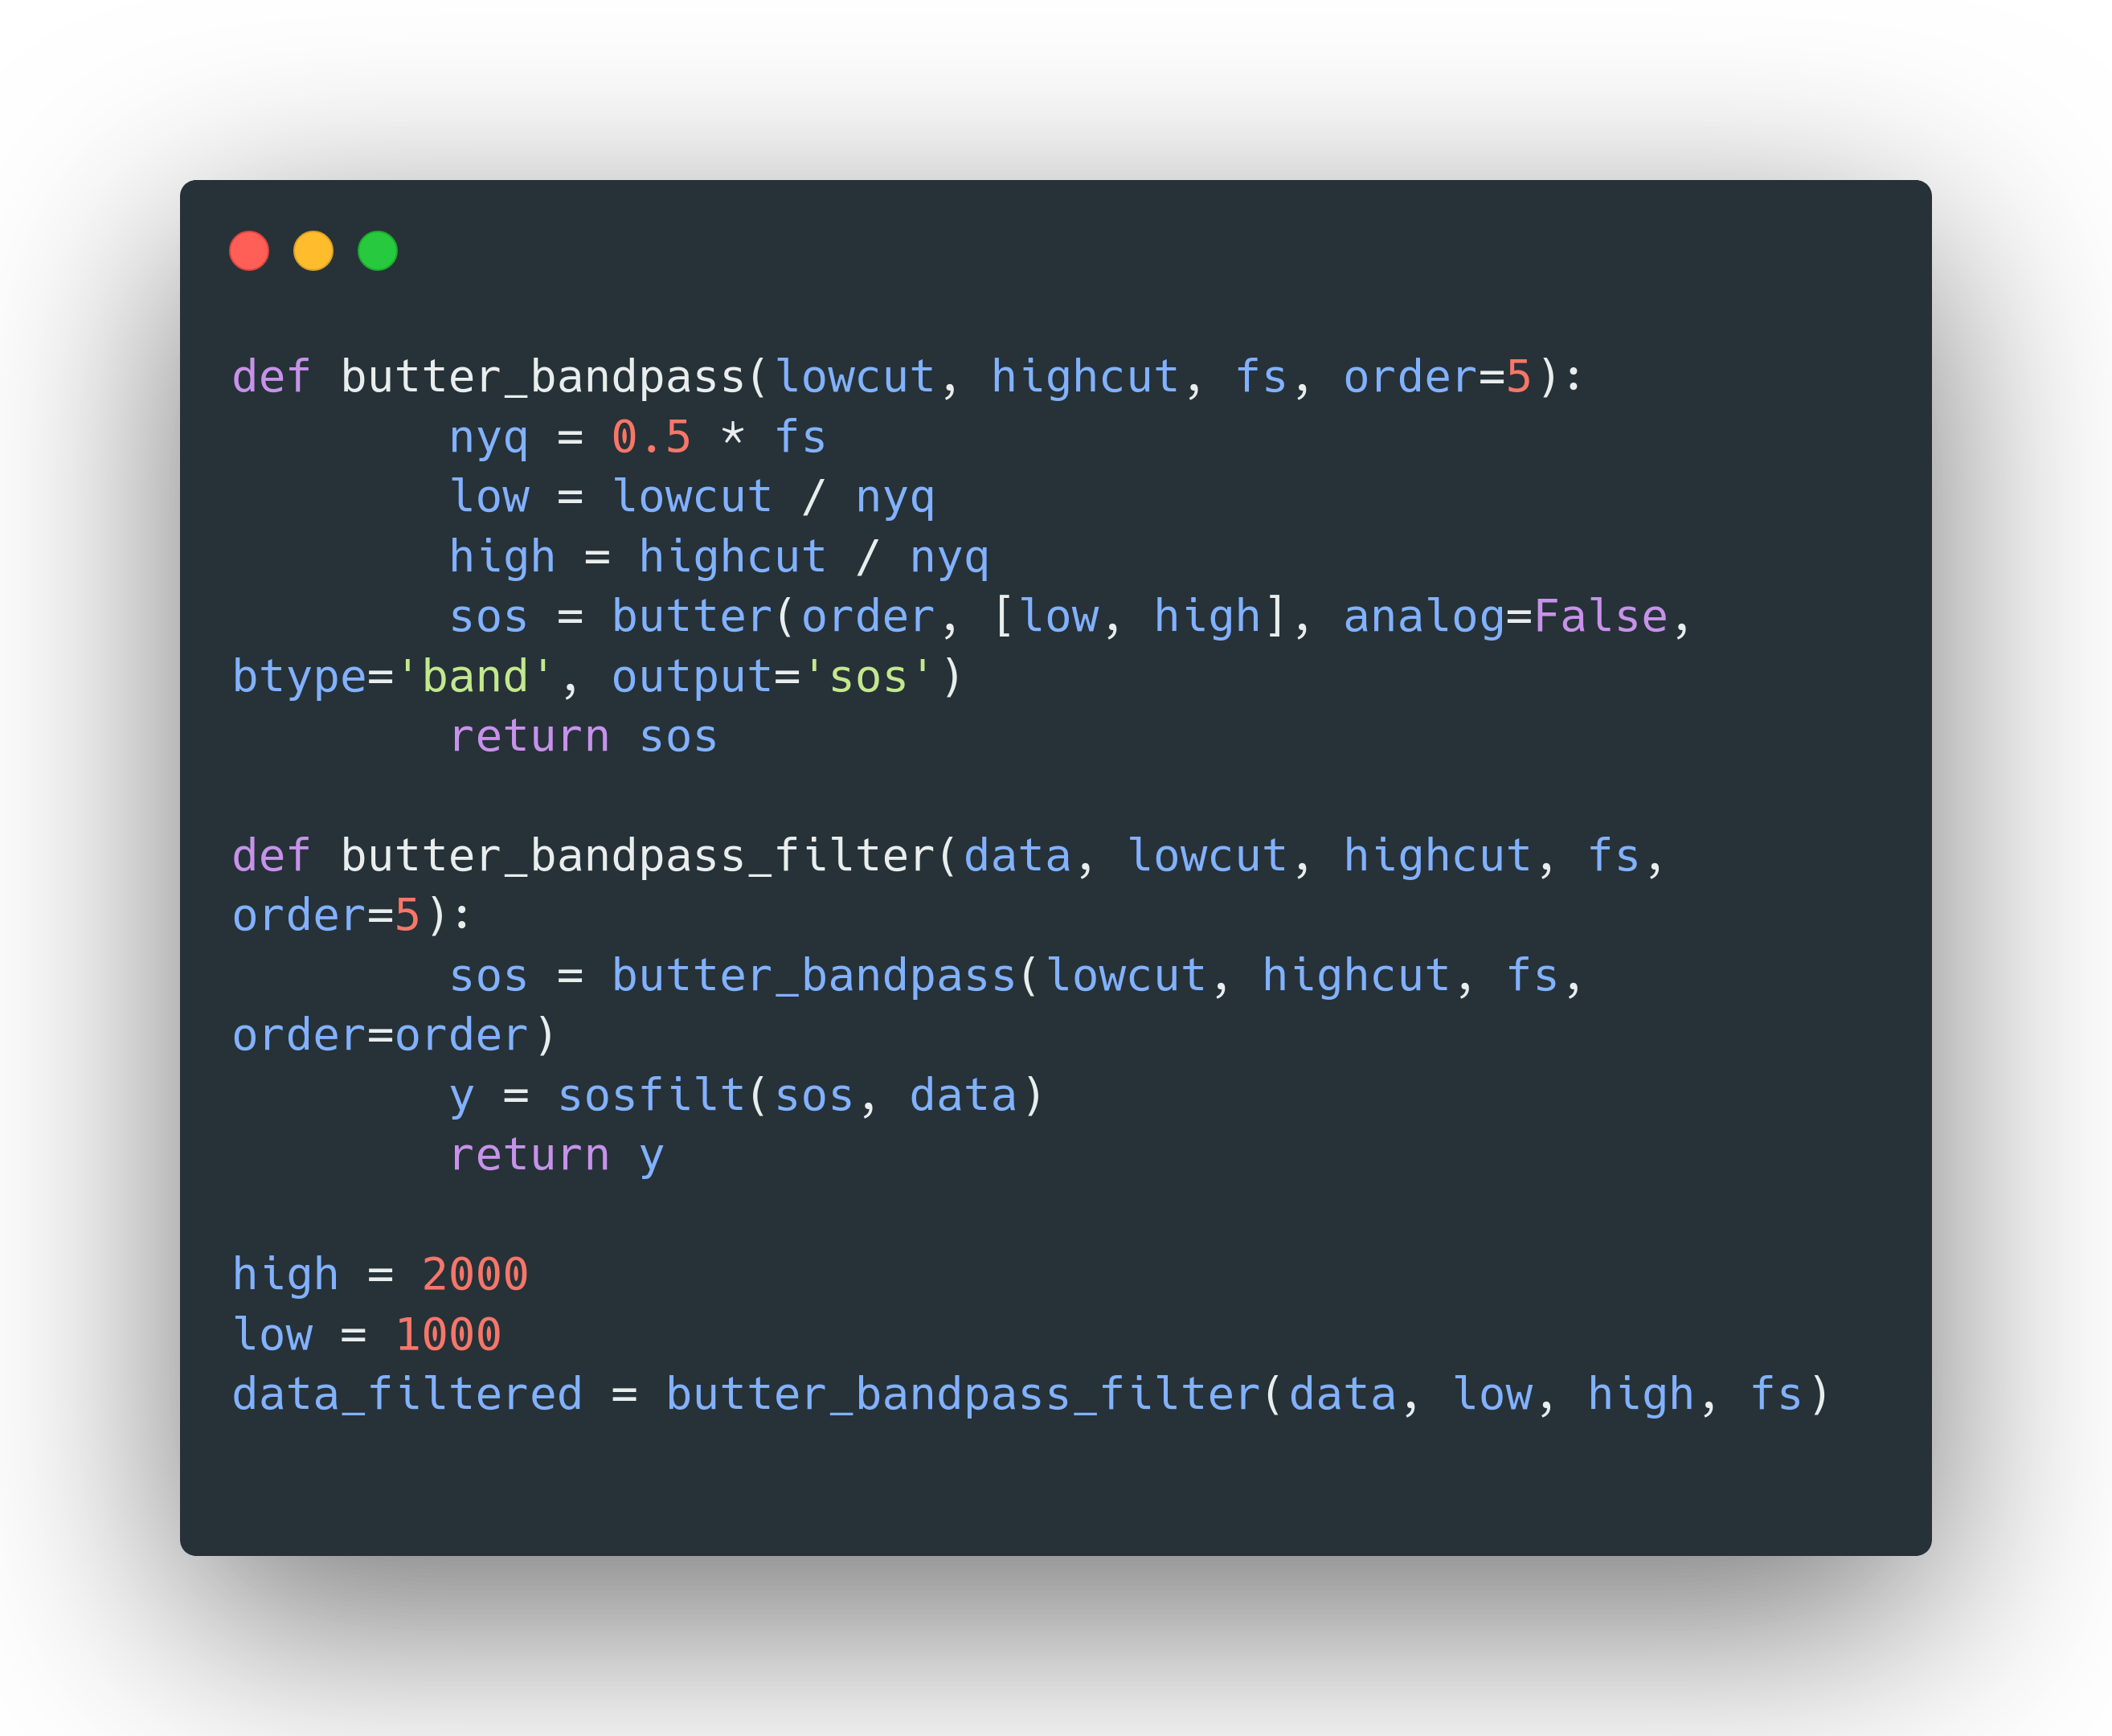 def butter_bandpass(lowcut, highcut, fs, order=5):
        nyq = 0.5 * fs
        low = lowcut / nyq
        high = highcut / nyq
        sos = butter(order, [low, high], analog=False,
btype='band', output='sos')
        return sos

def butter_bandpass_filter(data, lowcut, highcut, fs,
order=5):
        sos = butter_bandpass(lowcut, highcut, fs,
order=order)
        y = sosfilt(sos, data)
        return y

high = 2000
low = 1000
data_filtered = butter_bandpass_filter(data, low, high, fs)